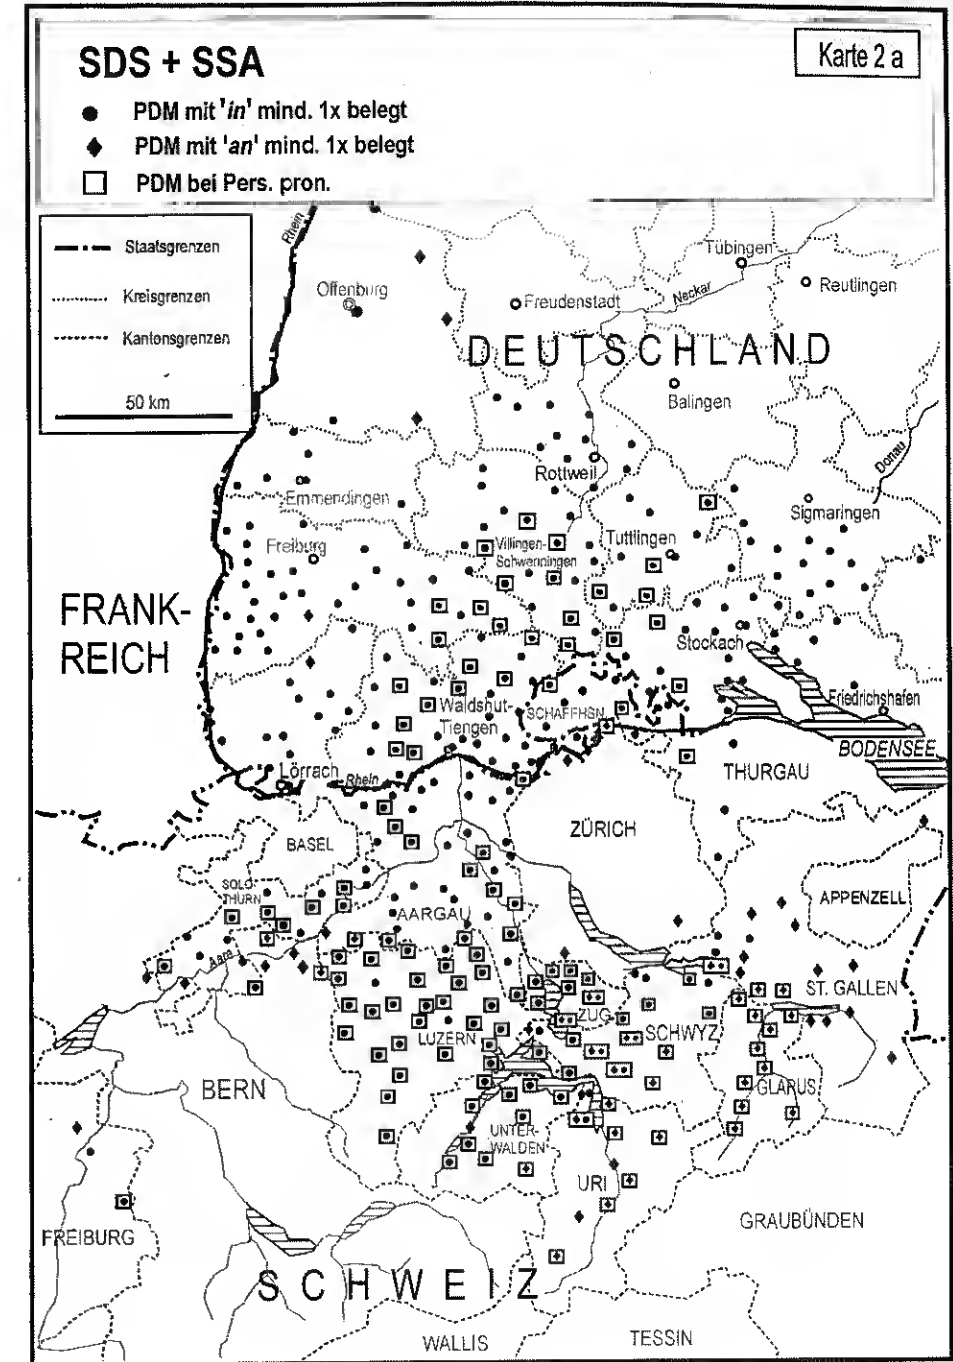 SDS + SSA
Karte 2 a
PDM mit 'in' mind. 1x belegt
PDM mit 'an' mind. 1x belegt
PDM bei Pers. pron.
Staatsgrenzen
Kreisgrenzen
Kantonsgrenzen
50 km
Rhein
Offenburg
Freudenstadt
Tübingen
Neckar
Reutlingen
DEUTSCHLAND
Balingen
Donau
Rottweil
Emmendingen
Sigmaringen
Freiburg
Villingen-
Schwenningen
Tuttlingen
FRANK-
REICH
Stockach
Waldshut-
Tiengen
SCHAFFHSN.
Friedrichshafen
BODENSEE
Lörrach
Rhein
THURGAU
BASEL
ZÜRICH
SOLO-
THURN
AARGAU
APPENZELL
Aare
ST. GALLEN
ZUG
LUZERN
SCHWYZ
BERN
GLARUS
UNTER-
WALDEN
URI
FREIBURG
GRAUBÜNDEN
SCHWEIZ
WALLIS
TESSIN